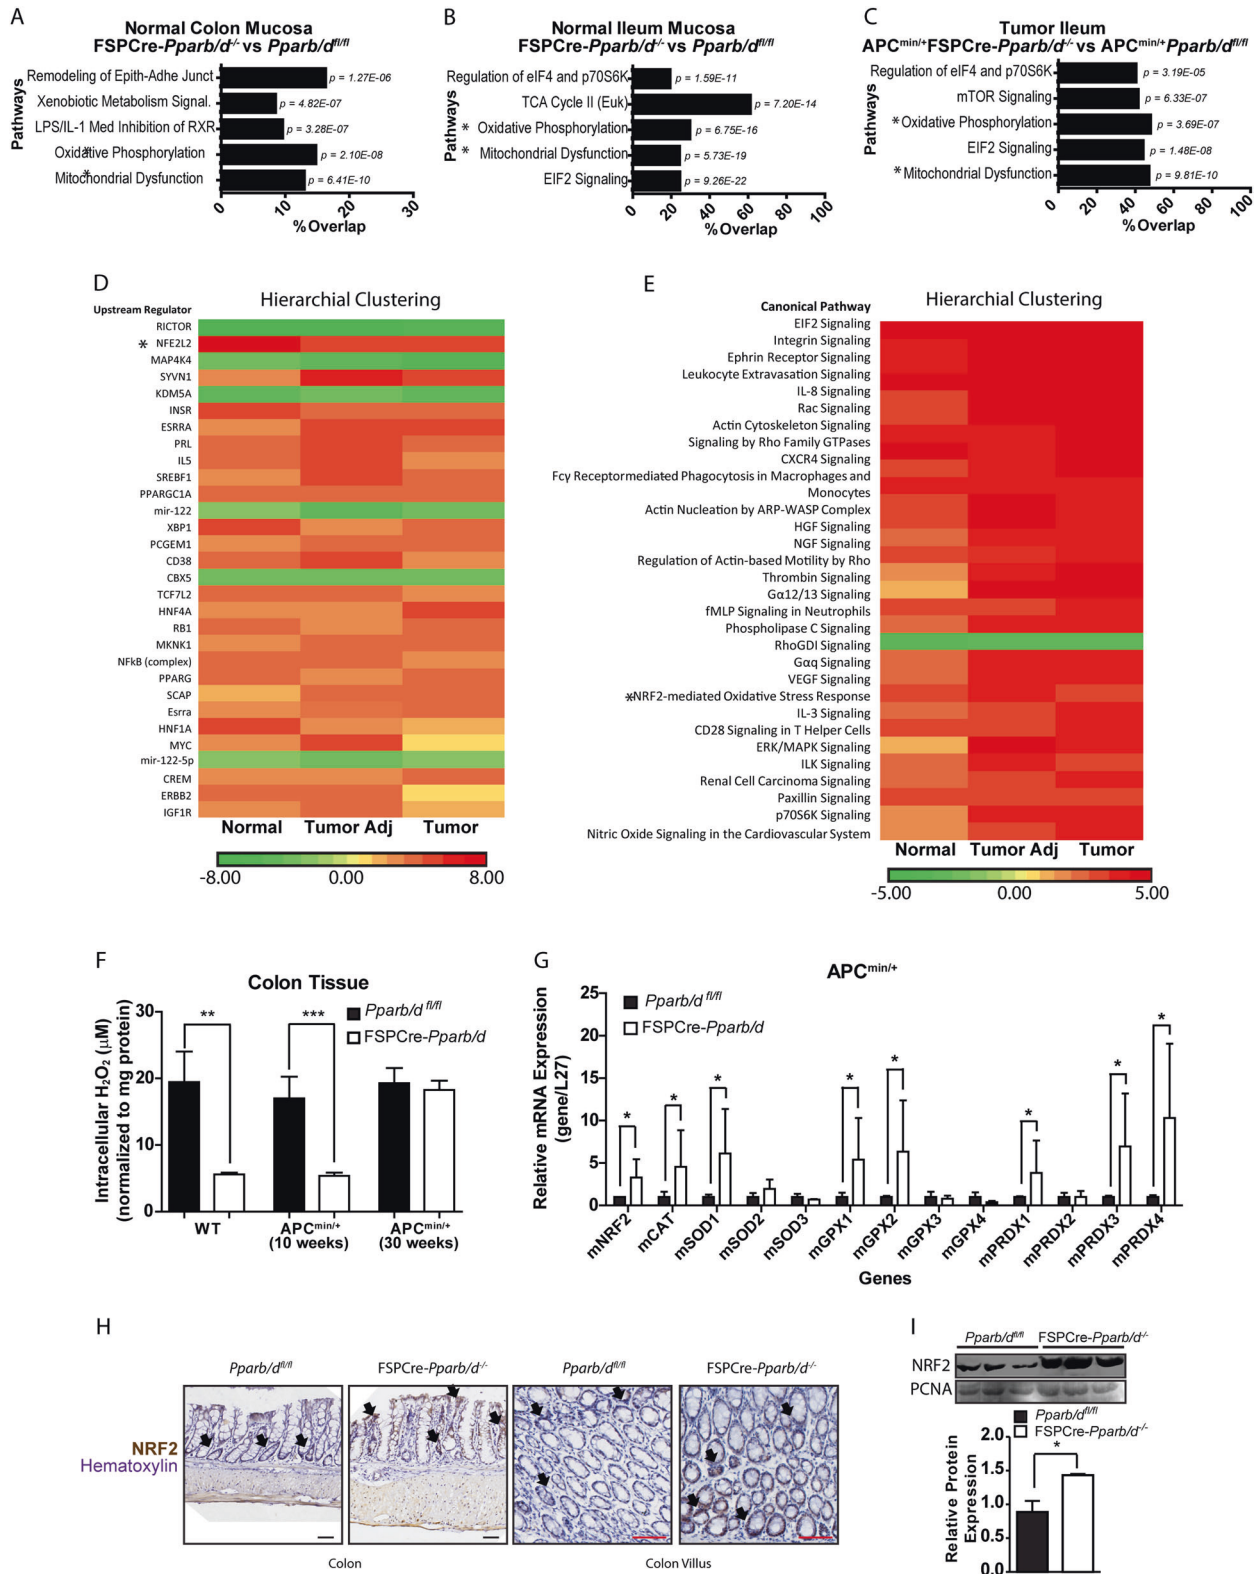 A
Normal Colon Mucosa
FSPCre-Pparb/d-/- vs Pparb/dfl/fl
Pathways
Remodeling of Epith-Adhe Junct
p = 1.27E-06
Xenobiotic Metabolism Signal.
p = 4.82E-07
LPS/IL-1 Med Inhibition of RXR
p = 3.28E-07
Oxidative Phosphorylation
*
p = 2.10E-08
Mitochondrial Dysfunction
*
p = 6.41E-10
0 10 20 30
%Overlap
B
Normal Ileum Mucosa
FSPCre-Pparb/d-/- vs Pparb/dfl/fl
Pathways
Regulation of eIF4 and p70S6K
p = 1.59E-11
TCA Cycle II (Euk)
p = 7.20E-14
* Oxidative Phosphorylation
p = 6.75E-16
* Mitochondrial Dysfunction
p = 5.73E-19
EIF2 Signaling
p = 9.26E-22
0 20 40 60 80 100
%Overlap
C
Tumor Ileum
APCmin/+FSPCre-Pparb/d-/- vs APCmin/+Pparb/dfl/fl
Pathways
Regulation of eIF4 and p70S6K
p = 3.19E-05
mTOR Signaling
p = 6.33E-07
* Oxidative Phosphorylation
p = 3.69E-07
EIF2 Signaling
p = 1.48E-08
* Mitochondrial Dysfunction
p = 9.81E-10
0 20 40 60 80 100
%Overlap
D
Hierarchial Clustering
Upstream Regulator
RICTOR
* NFE2L2
MAP4K4
SYVN1
KDM5A
INSR
ESRRA
PRL
IL5
SREBF1
PPARGC1A
mir-122
XBP1
PCGEM1
CD38
CBX5
TCF7L2
HNF4A
RB1
MKNK1
NFkB (complex)
PPARG
SCAP
Esrra
HNF1A
MYC
mir-122-5p
CREM
ERBB2
IGF1R
Normal Tumor Adj Tumor
-8.00 0.00 8.00
E
Hierarchial Clustering
Canonical Pathway
EIF2 Signaling
Integrin Signaling
Ephrin Receptor Signaling
Leukocyte Extravasation Signaling
IL-8 Signaling
Rac Signaling
Actin Cytoskeleton Signaling
Signaling by Rho Family GTPases
CXCR4 Signaling
Fcy Receptormediated Phagocytosis in Macrophages and
Monocytes
Actin Nucleation by ARP-WASP Complex
HGF Signaling
NGF Signaling
Regulation of Actin-based Motility by Rho
Thrombin Signaling
Gα12/13 Signaling
fMLP Signaling in Neutrophils
Phospholipase C Signaling
RhoGDI Signaling
Gαq Signaling
VEGF Signaling
*NRF2-mediated Oxidative Stress Response
IL-3 Signaling
CD28 Signaling in T Helper Cells
ERK/MAPK Signaling
ILK Signaling
Renal Cell Carcinoma Signaling
Paxillin Signaling
p70S6K Signaling
Nitric Oxide Signaling in the Cardiovascular System
Normal Tumor Adj Tumor
-5.00 0.00 5.00
F
Colon Tissue
Intracellular H2O2 (μM)
(normalized to mg protein)
30
20
10
0
** ***
Pparb/d fl/fl
FSPCre-Pparb/d
WT APCmin/+ APCmin/+
(10 weeks) (30 weeks)
G
APCmin/+
Relative mRNA Expression
(gene/L27)
25
20
15
10
5
0
Pparb/d fl/fl
FSPCre-Pparb/d
* * * * * * * *
mNRF2 mCAT mSOD1 mSOD2 mSOD3 mGPX1 mGPX2 mGPX3 mGPX4 mPRDX1 mPRDX2 mPRDX3 mPRDX4
Genes
H
Pparb/dfl/fl FSPCre-Pparb/d-/- Pparb/dfl/fl FSPCre-Pparb/d-/-
NRF2
Hematoxylin
Colon Colon Villus
I
Pparb/dfl/fl FSPCre-Pparb/d-/-
NRF2
PCNA
Pparb/dfl/fl
FSPCre-Pparb/d-/-
Relative Protein
Expression
2.0
1.5
1.0
0.5
0.0
*